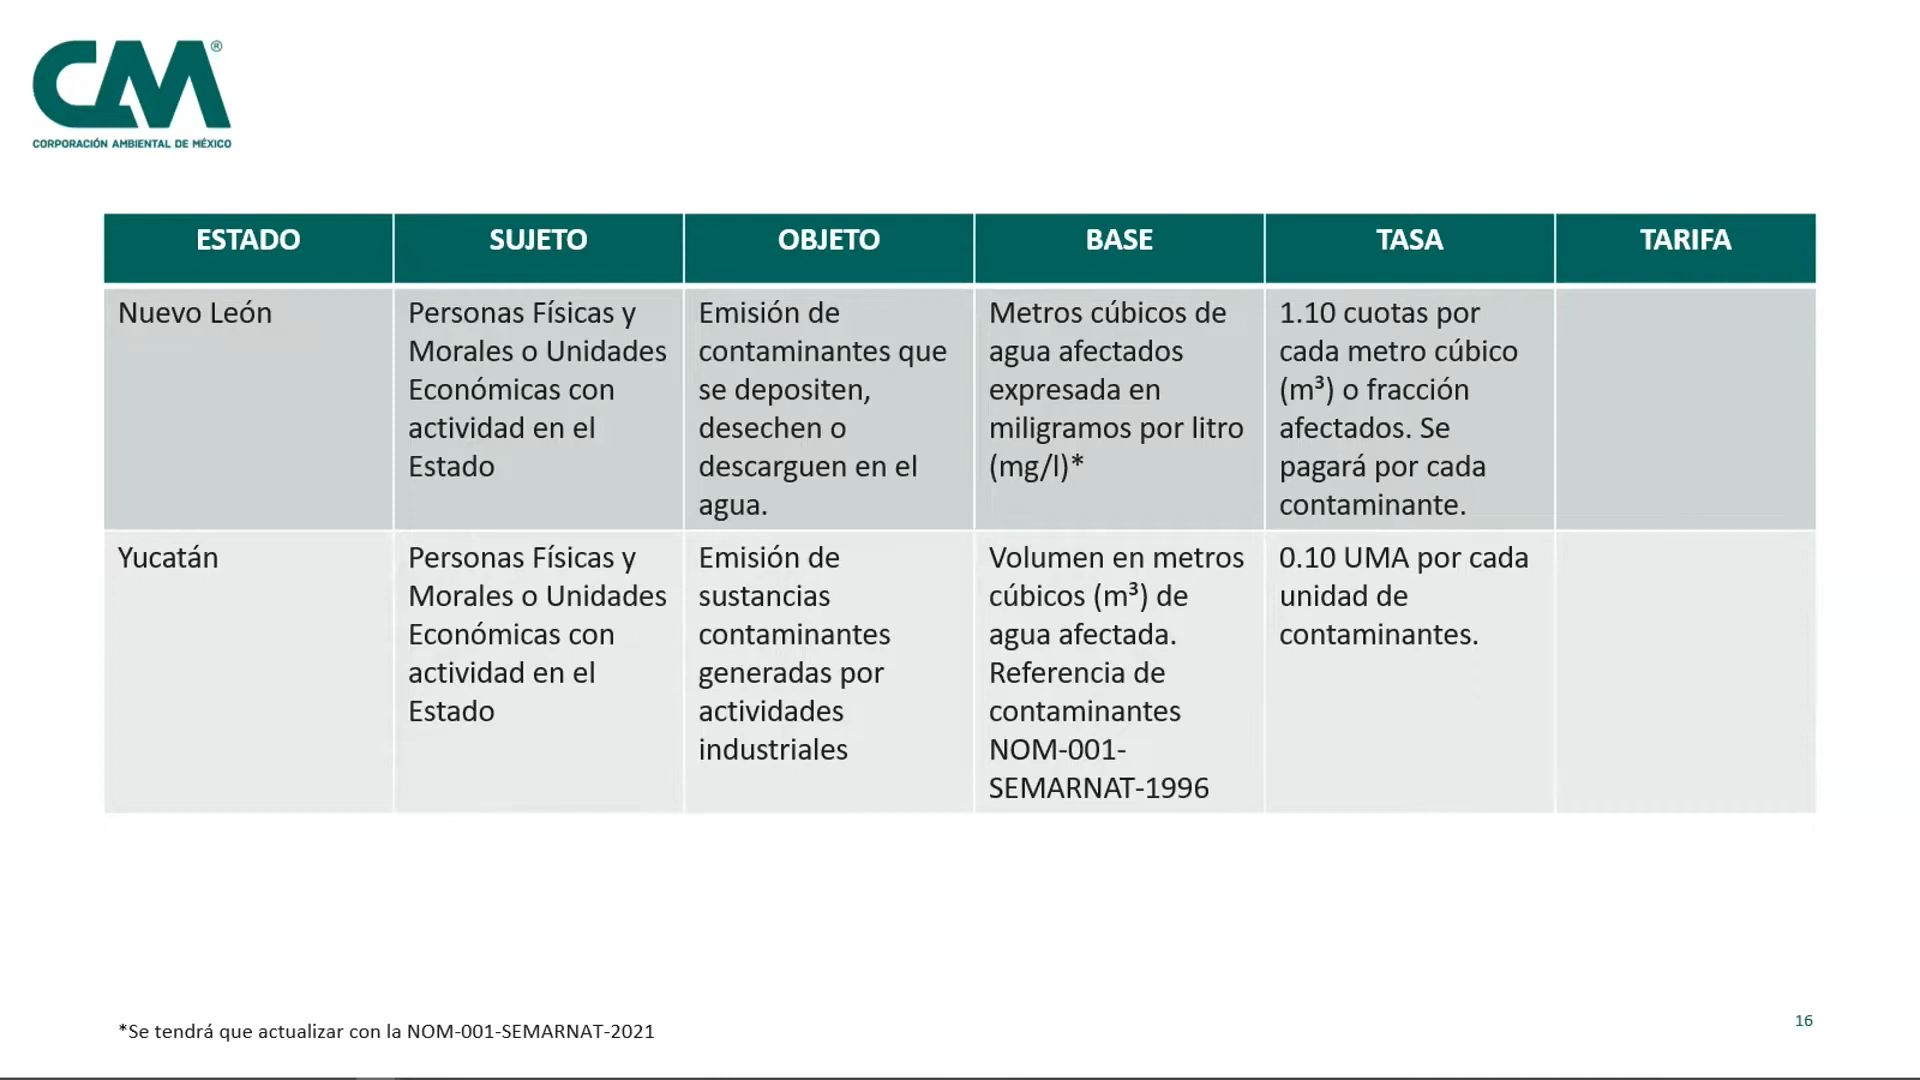 CM®
CORPORACIÓN AMBIENTAL DE MÉXICO
ESTADO
SUJETO
OBJETO
BASE
TASA
TARIFA
Nuevo León
Personas Físicas y
Morales o Unidades
Económicas con
actividad en el
Estado
Emisión de
contaminantes que
se depositen,
desechen o
descarguen en el
agua.
Metros cúbicos de
agua afectados
expresada en
miligramos por litro
(mg/l)*
1.10 cuotas por
cada metro cúbico
(m³) o fracción
afectados. Se
pagará por cada
contaminante.
Yucatán
Personas Físicas y
Morales o Unidades
Económicas con
actividad en el
Estado
Emisión de
sustancias
contaminantes
generadas por
actividades
industriales
Volumen en metros
cúbicos (m³) de
agua afectada.
Referencia de
contaminantes
NOM-001-
SEMARNAT-1996
0.10 UMA por cada
unidad de
contaminantes.
*Se tendrá que actualizar con la NOM-001-SEMARNAT-2021
16